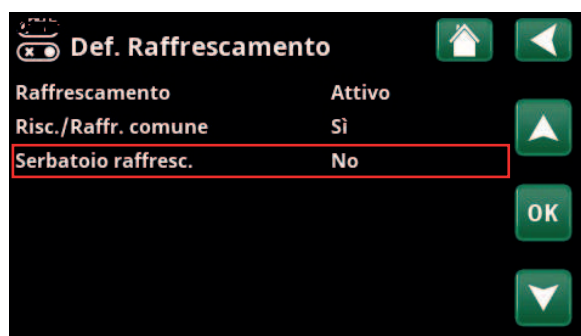 Def. Raffrescamento
Raffrescamento Attivo
Risc./Raffr. comune Sì
Serbatoio raffresc. No
OK